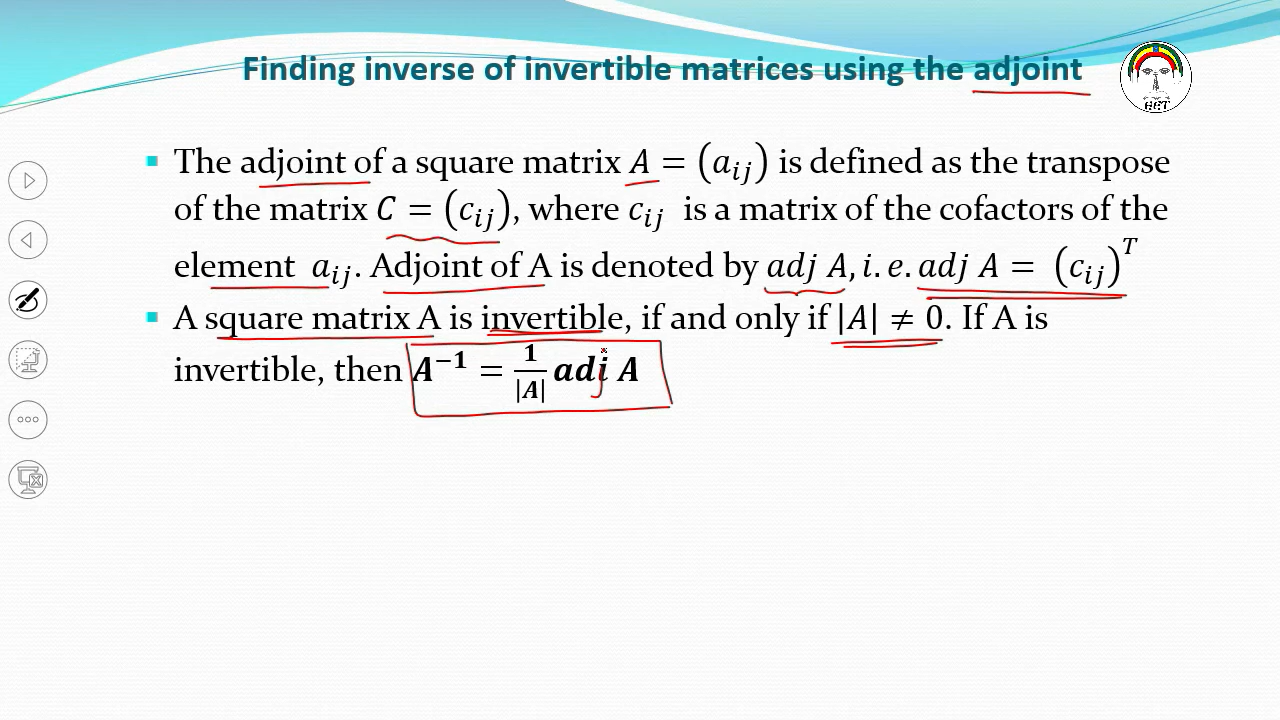 Finding inverse of invertible matrices using the adjoint
▪ The adjoint of a square matrix A = (aᵢⱼ) is defined as the transpose
of the matrix C = (cᵢⱼ), where cᵢⱼ is a matrix of the cofactors of the
element aᵢⱼ. Adjoint of A is denoted by adj A, i.e. adj A = (cᵢⱼ)ᵀ
▪ A square matrix A is invertible, if and only if |A| ≠ 0. If A is
invertible, then A⁻¹ = 1/|A| adj A